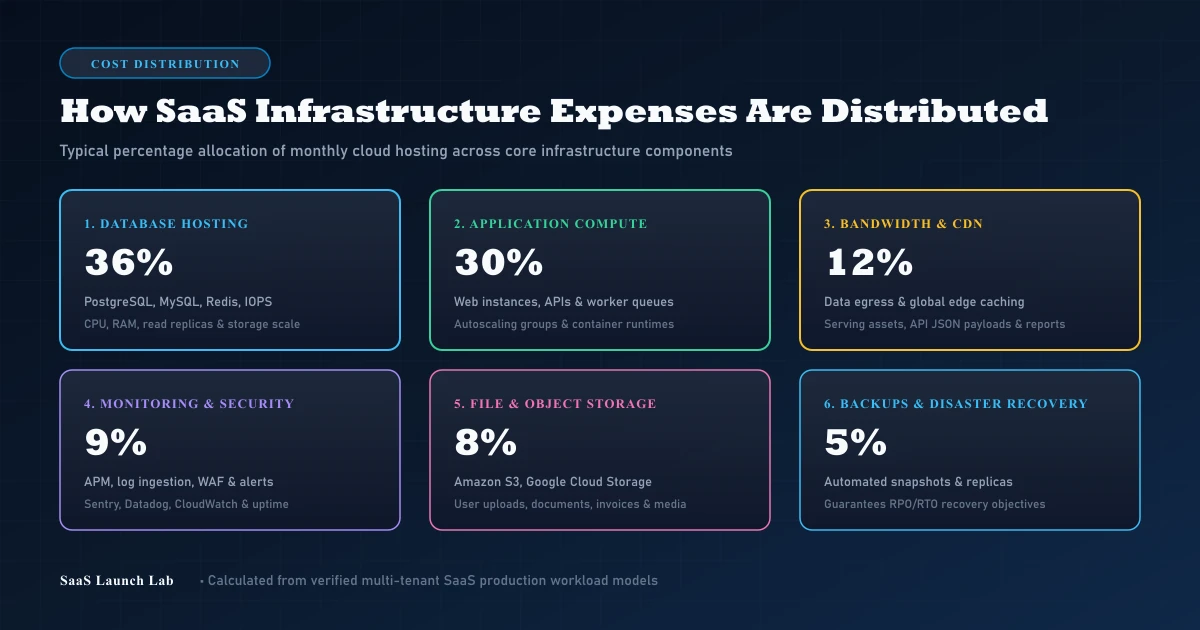 COST DISTRIBUTION
How SaaS Infrastructure Expenses Are Distributed
Typical percentage allocation of monthly cloud hosting across core infrastructure components
1. DATABASE HOSTING
36%
PostgreSQL, MySQL, Redis, IOPS
CPU, RAM, read replicas & storage scale
2. APPLICATION COMPUTE
30%
Web instances, APIs & worker queues
Autoscaling groups & container runtimes
3. BANDWIDTH & CDN
12%
Data egress & global edge caching
Serving assets, API JSON payloads & reports
4. MONITORING & SECURITY
9%
APM, log ingestion, WAF & alerts
Sentry, Datadog, CloudWatch & uptime
5. FILE & OBJECT STORAGE
8%
Amazon S3, Google Cloud Storage
User uploads, documents, invoices & media
6. BACKUPS & DISASTER RECOVERY
5%
Automated snapshots & replicas
Guarantees RPO/RTO recovery objectives
SaaS Launch Lab • Calculated from verified multi-tenant SaaS production workload models